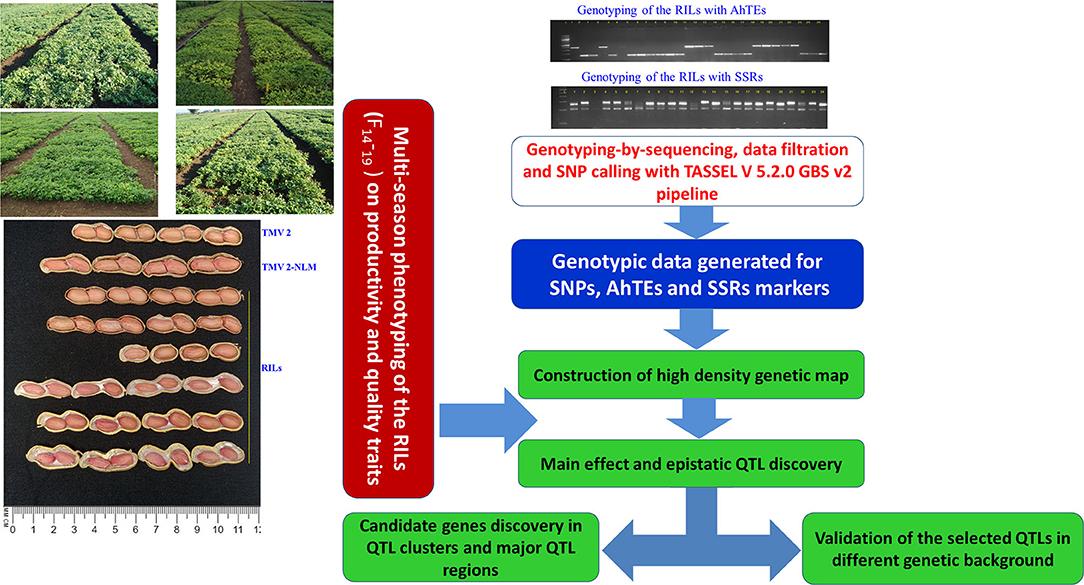 TMV 2
TMV 2-NLM
RILs
MM CM
0 1 2 3 4 5 6 7 8 9 10 11
Multi-season phenotyping of the RILs
(F14-19) on productivity and quality traits
Genotyping of the RILs with AhTEs
Genotyping of the RILs with SSRs
Genotyping-by-sequencing, data filtration
and SNP calling with TASSEL V 5.2.0 GBS v2
pipeline
Genotypic data generated for
SNPs, AhTEs and SSRs markers
Construction of high density genetic map
Main effect and epistatic QTL discovery
Candidate genes discovery in
QTL clusters and major QTL
regions
Validation of the selected QTLs in
different genetic background